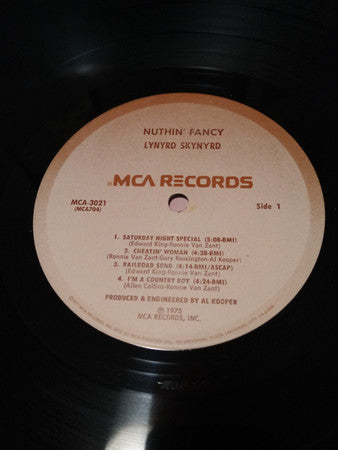 NUTHIN' FANCY
LYNYRD SKYNYRD
MCA RECORDS
MCA-3021
(MCA704)
Side 1
1. SATURDAY NIGHT SPECIAL (5:08-BMI)
(Edward King-Ronnie Van Zant)
2. CHEATIN' WOMAN (4:38-BMI)
(Ronnie Van Zant-Gary Rossington-Al Kooper)
3. RAILROAD SONG (4:14-BMI/ASCAP)
(Edward King-Ronnie Van Zant)
4. I'M A COUNTRY BOY (4:24-BMI)
(Allen Collins-Ronnie Van Zant)
PRODUCED & ENGINEERED BY AL KOOPER
℗ 1975
MCA RECORDS, INC.